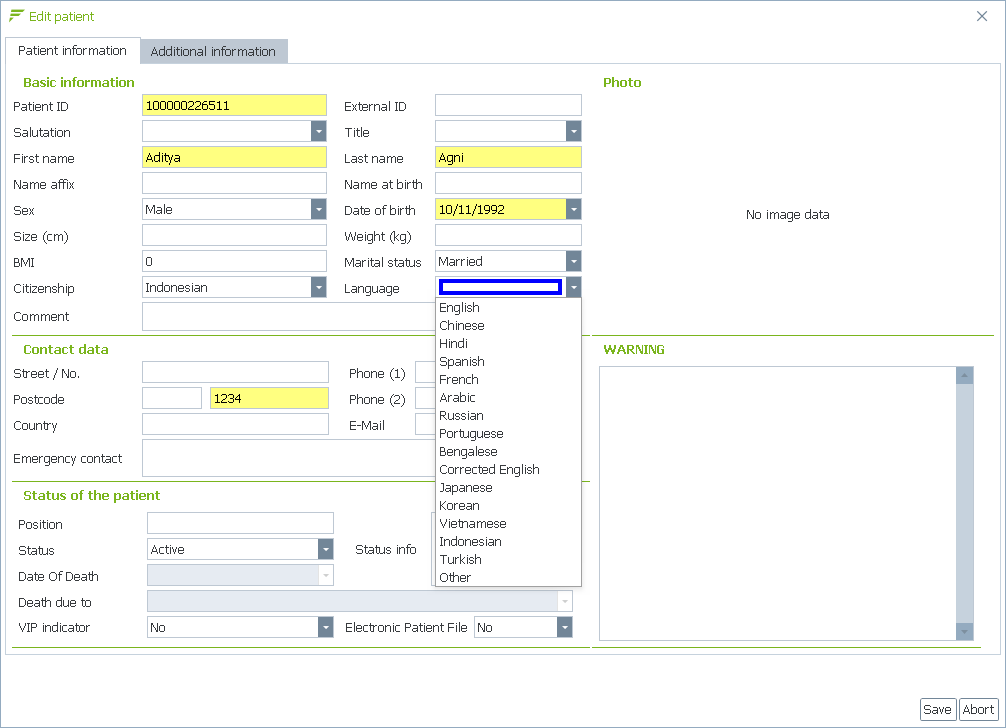 Edit patient
Patient information Additional information
Basic information Photo
Patient ID 100000226511 External ID
Salutation Title
First name Aditya Last name Agni
Name affix Name at birth
Sex Male Date of birth 10/11/1992
No image data
Size (cm) Weight (kg)
BMI 0 Marital status Married
Citizenship Indonesian Language
Comment
English
Chinese
Hindi
Spanish
French
Arabic
Russian
Portuguese
Bengalese
Corrected English
Japanese
Korean
Vietnamese
Indonesian
Turkish
Other
Contact data WARNING
Street / No. Phone (1)
Postcode 1234 Phone (2)
Country E-Mail
Emergency contact
Status of the patient
Position
Status Active Status info
Date Of Death
Death due to
VIP indicator No Electronic Patient File No
Save Abort